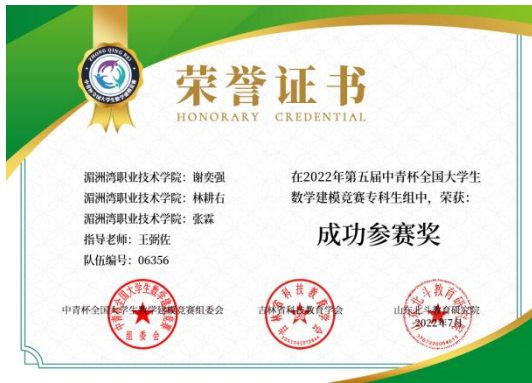 ZHONG QING BEI
荣誉证书
HONORARY CREDENTIAL
湄洲湾职业技术学院：谢奕强
湄洲湾职业技术学院：林耕右
湄洲湾职业技术学院：张霖
指导老师：王弼佐
队伍编号：06356
在2022年第五届中青杯全国大学生
数学建模竞赛专科生组中，荣获：
成功参赛奖
中青杯全国大学生数学建模竞赛组委会
组委会
吉林省科技教育学会
山东北斗教育研究院
2022年7月